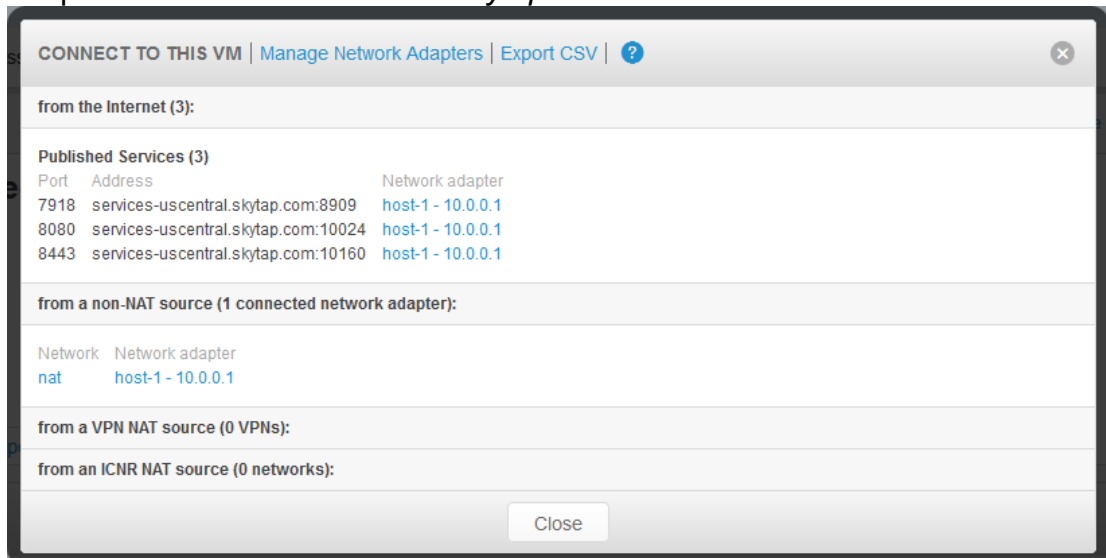 CONNECT TO THIS VM | Manage Network Adapters | Export CSV | ?
from the Internet (3):
Published Services (3)
Port Address Network adapter
7918 services-uscentral.skytap.com:8909 host-1 - 10.0.0.1
8080 services-uscentral.skytap.com:10024 host-1 - 10.0.0.1
8443 services-uscentral.skytap.com:10160 host-1 - 10.0.0.1
from a non-NAT source (1 connected network adapter):
Network Network adapter
nat host-1 - 10.0.0.1
from a VPN NAT source (0 VPNs):
from an ICNR NAT source (0 networks):
Close